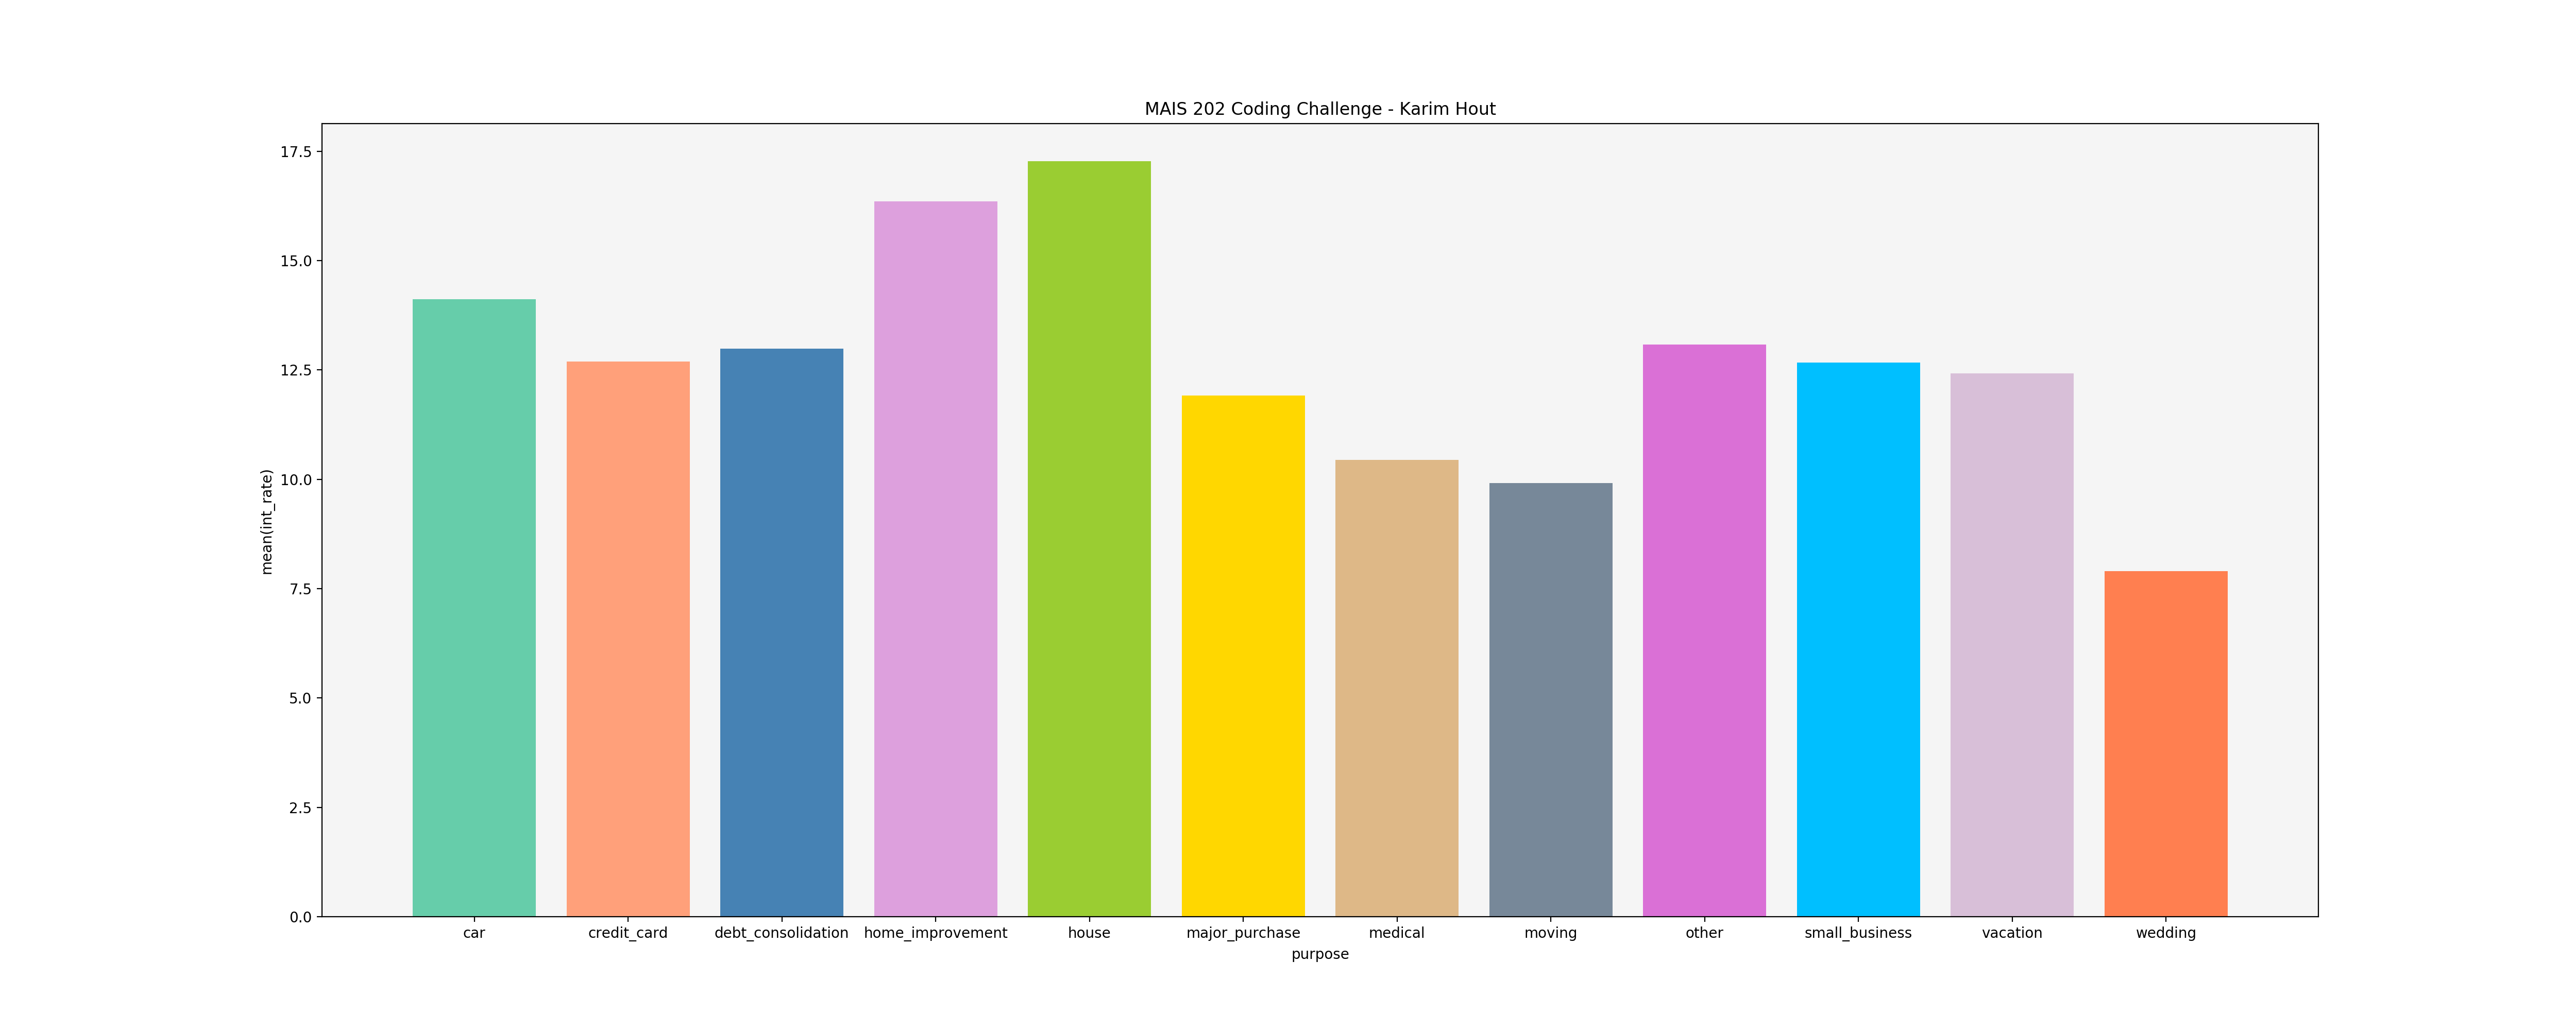 MAIS 202 Coding Challenge - Karim Hout
mean(int_rate)
17.5
15.0
12.5
10.0
7.5
5.0
2.5
0.0
car credit_card debt_consolidation home_improvement house major_purchase medical moving other small_business vacation wedding
purpose